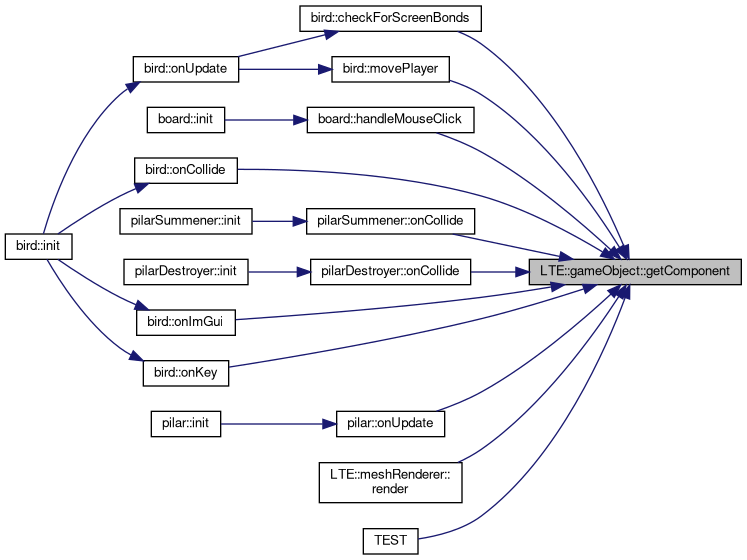 bird::checkForScreenBonds
bird::onUpdate
bird::movePlayer
board::init
board::handleMouseClick
bird::onCollide
pilarSummener::init
pilarSummener::onCollide
bird::init
pilarDestroyer::init
pilarDestroyer::onCollide
LTE::gameObject::getComponent
bird::onImGui
bird::onKey
pilar::init
pilar::onUpdate
LTE::meshRenderer::
render
TEST